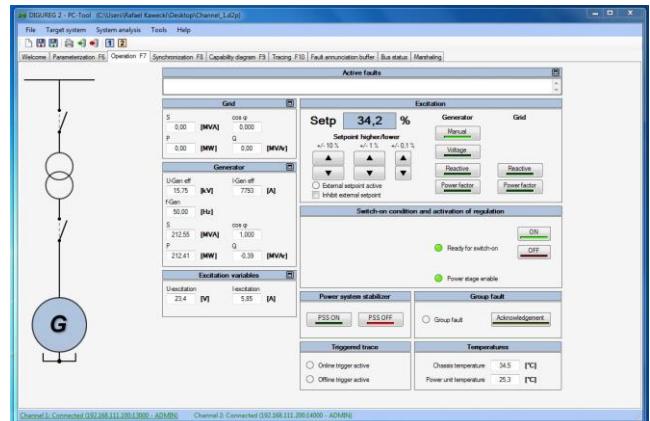 DIGUREG 2 - PC-Tool [C:\Users\Rafael Kawecki\Desktop\Channel_1.d2p]
File Target system System analysis Tools Help
1 2
Welcome Parameterization F6 Operation F7 Synchronization F8 Capability diagram F9 Tracing F10 Fault annunciation buffer Bus status Marshaling
Active faults
Grid
S cos φ
0,00 [MVA] 0,000
P Q
0,00 [MW] 0,00 [MVAr]
Generator
U-Gen eff I-Gen eff
15,75 [kV] 7793 [A]
f-Gen
50,00 [Hz]
S cos φ
212,55 [MVA] 1,000
P Q
212,41 [MW] -0,39 [MVAr]
Excitation variables
U-excitation I-excitation
23,4 [V] 5,85 [A]
G
Excitation
Setp 34,2 %
Setpoint higher/lower
+/- 10 % +/- 1 % +/- 0,1 %
External setpoint active
Inhibit external setpoint
Generator Grid
Manual
Voltage
Reactive Reactive
Power factor Power factor
Switch-on condition and activation of regulation
ON
Ready for switch-on OFF
Power stage enable
Power system stabilizer
PSS ON PSS OFF
Group fault
Group fault Acknowledgement
Triggered trace
Online trigger active
Offline trigger active
Temperatures
Chassis temperature 34,5 [°C]
Power unit temperature 25,3 [°C]
Channel 1: Connected (192.168.111.200:13000 - ADMIN) Channel 2: Connected (192.168.111.200:14000 - ADMIN)